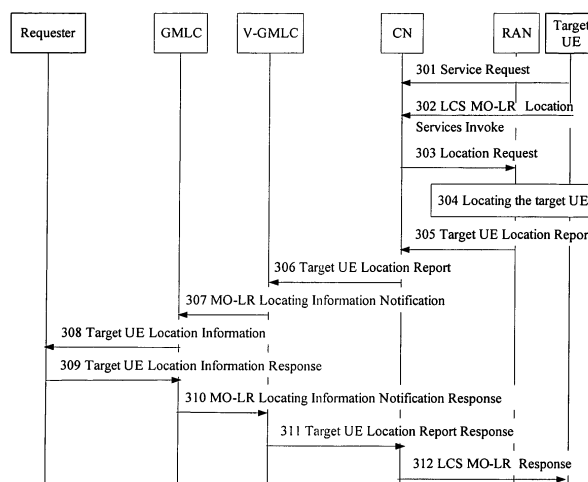 Requester GMLC V-GMLC CN RAN Target
UE
301 Service Request
302 LCS MO-LR Location
Services Invoke
303 Location Request
304 Locating the target UE
305 Target UE Location Repor
306 Target UE Location Report
307 MO-LR Locating Information Notification
308 Target UE Location Information
309 Target UE Location Information Response
310 MO-LR Locating Information Notification Response
311 Target UE Location Report Response
312 LCS MO-LR Response